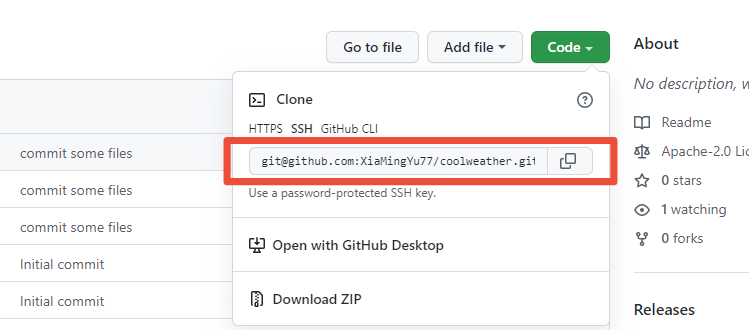 Go to file
Add file
Code
About
No description, w
Clone
HTTPS SSH GitHub CLI
git@github.com:XiaMingYu77/coolweather.git
Use a password-protected SSH key.
Open with GitHub Desktop
Download ZIP
commit some files
commit some files
commit some files
Initial commit
Initial commit
Readme
Apache-2.0 Lic
0 stars
1 watching
0 forks
Releases